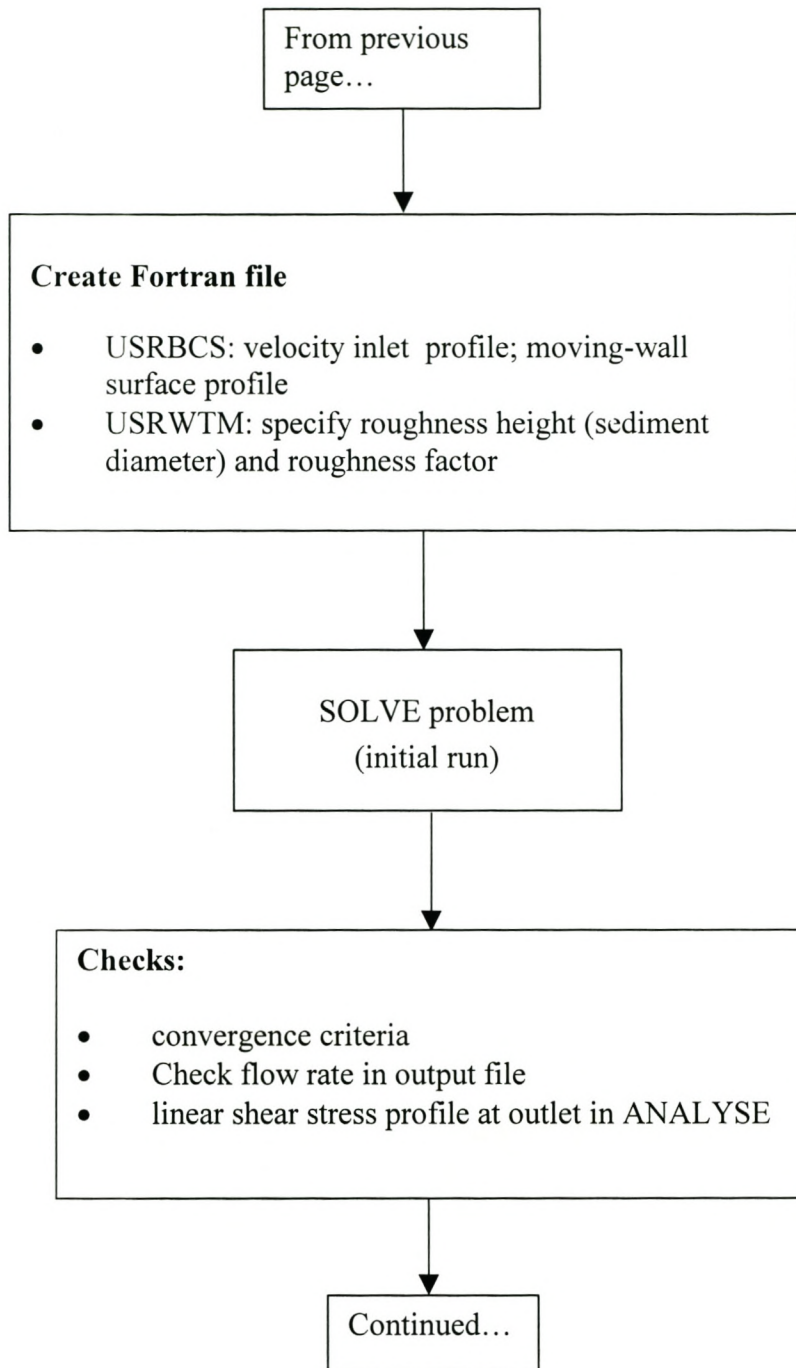 From previous
page…
Create Fortran file
• USRBCS: velocity inlet profile; moving-wall
surface profile
• USRWTM: specify roughness height (sediment
diameter) and roughness factor
SOLVE problem
(initial run)
Checks:
• convergence criteria
• Check flow rate in output file
• linear shear stress profile at outlet in ANALYSE
Continued…